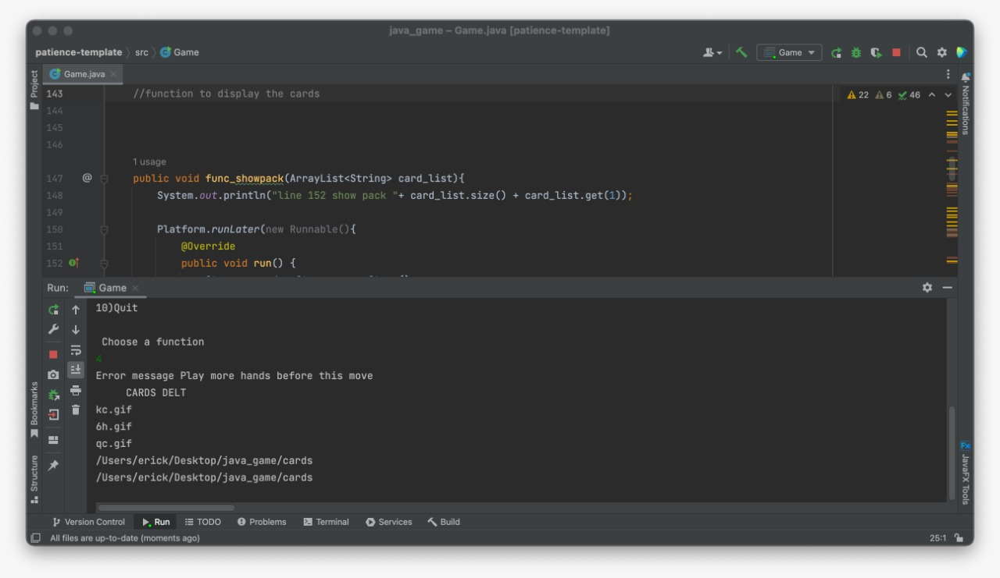 java_game – Game.java [patience-template]
patience-template
src
Game
Game
Project
Game.java
Notifications
143 //function to display the cards
22
6
46
144
145
146
1 usage
147 @ public void func_showpack(ArrayList<String> card_list){
148 System.out.println("line 152 show pack "+ card_list.size() + card_list.get(1));
149
150 Platform.runLater(new Runnable(){
151 @Override
152 public void run() {
Run:
Game
10)Quit
Choose a function
4
Error message Play more hands before this move
CARDS DELT
kc.gif
6h.gif
qc.gif
/Users/erick/Desktop/java_game/cards
/Users/erick/Desktop/java_game/cards
Bookmarks
Structure
Fx
JavaFX Tools
Version Control
Run
TODO
Problems
Terminal
Services
Build
All files are up-to-date (moments ago)
25:1